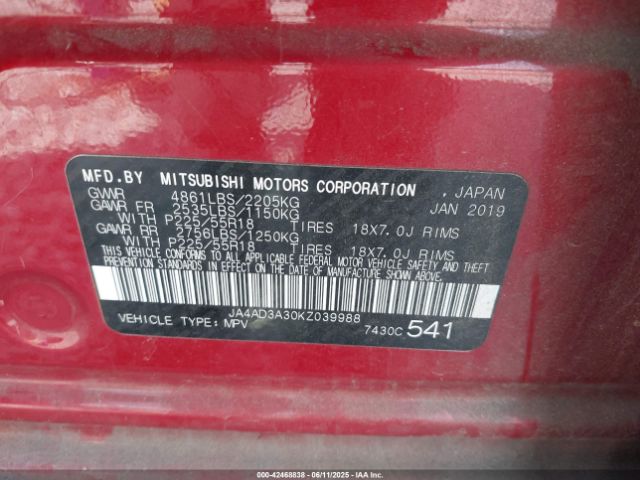 MFD.BY MITSUBISHI MOTORS CORPORATION . JAPAN
GVWR 4861LBS/2205KG JAN 2019
GAWR FR 2535LBS/1150KG
WITH P225/55R18 TIRES 18X7.0J RIMS
GAWR RR 2756LBS/1250KG
WITH P225/55R18 TIRES 18X7.0J RIMS
THIS VEHICLE CONFORMS TO ALL APPLICABLE FEDERAL MOTOR VEHICLE SAFETY AND THEFT
PREVENTION STANDARDS IN EFFECT ON THE DATE OF MANUFACTURE SHOWN ABOVE.
JA4AD3A30KZ039988
VEHICLE TYPE: MPV 7430C 541
000-42468838 - 06/11/2025 - IAAI.COM